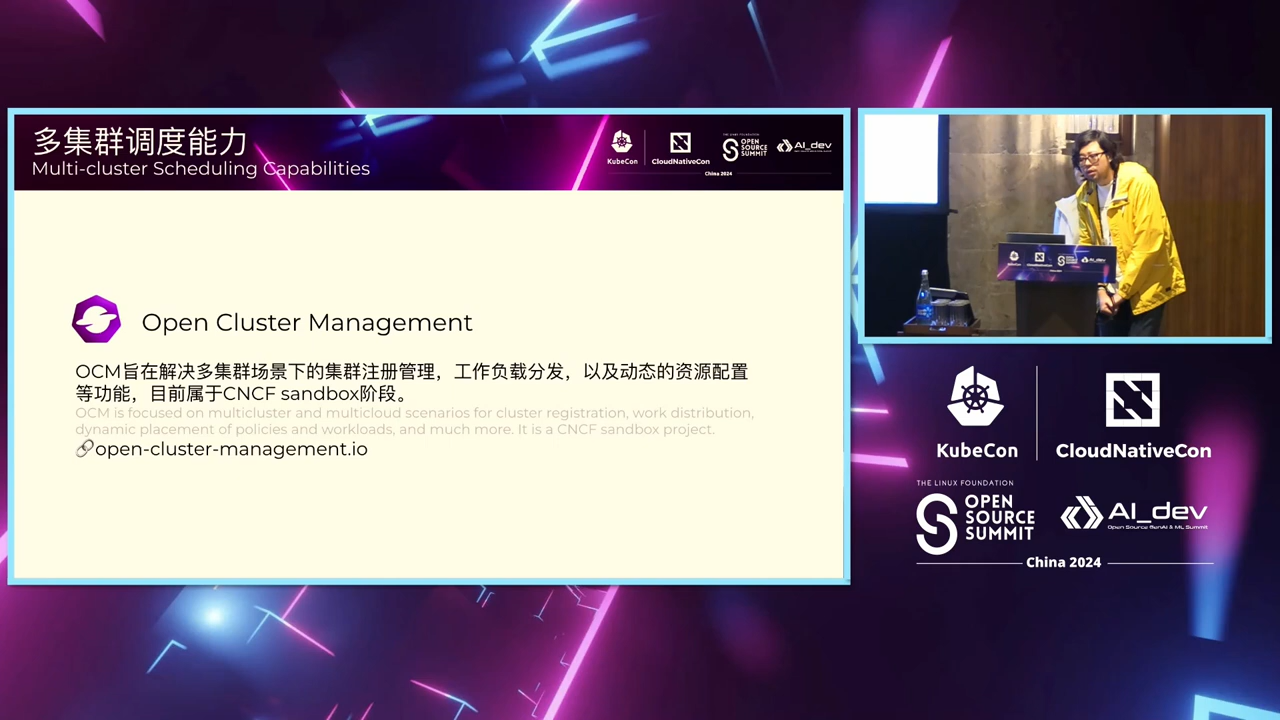 多集群调度能力
Multi-cluster Scheduling Capabilities
KubeCon
CloudNativeCon
OPEN SOURCE SUMMIT
AI_dev
China 2024
Open Cluster Management
OCM旨在解决多集群场景下的集群注册管理，工作负载分发，以及动态的资源配置
等功能，目前属于CNCF sandbox阶段。
OCM is focused on multicluster and multicloud scenarios for cluster registration, work distribution,
dynamic placement of policies and workloads, and much more. It is a CNCF sandbox project.
🔗open-cluster-management.io
KubeCon
CloudNativeCon
THE LINUX FOUNDATION
OPEN
SOURCE
SUMMIT
AI_dev
Open Source GenAI & ML Summit
China 2024